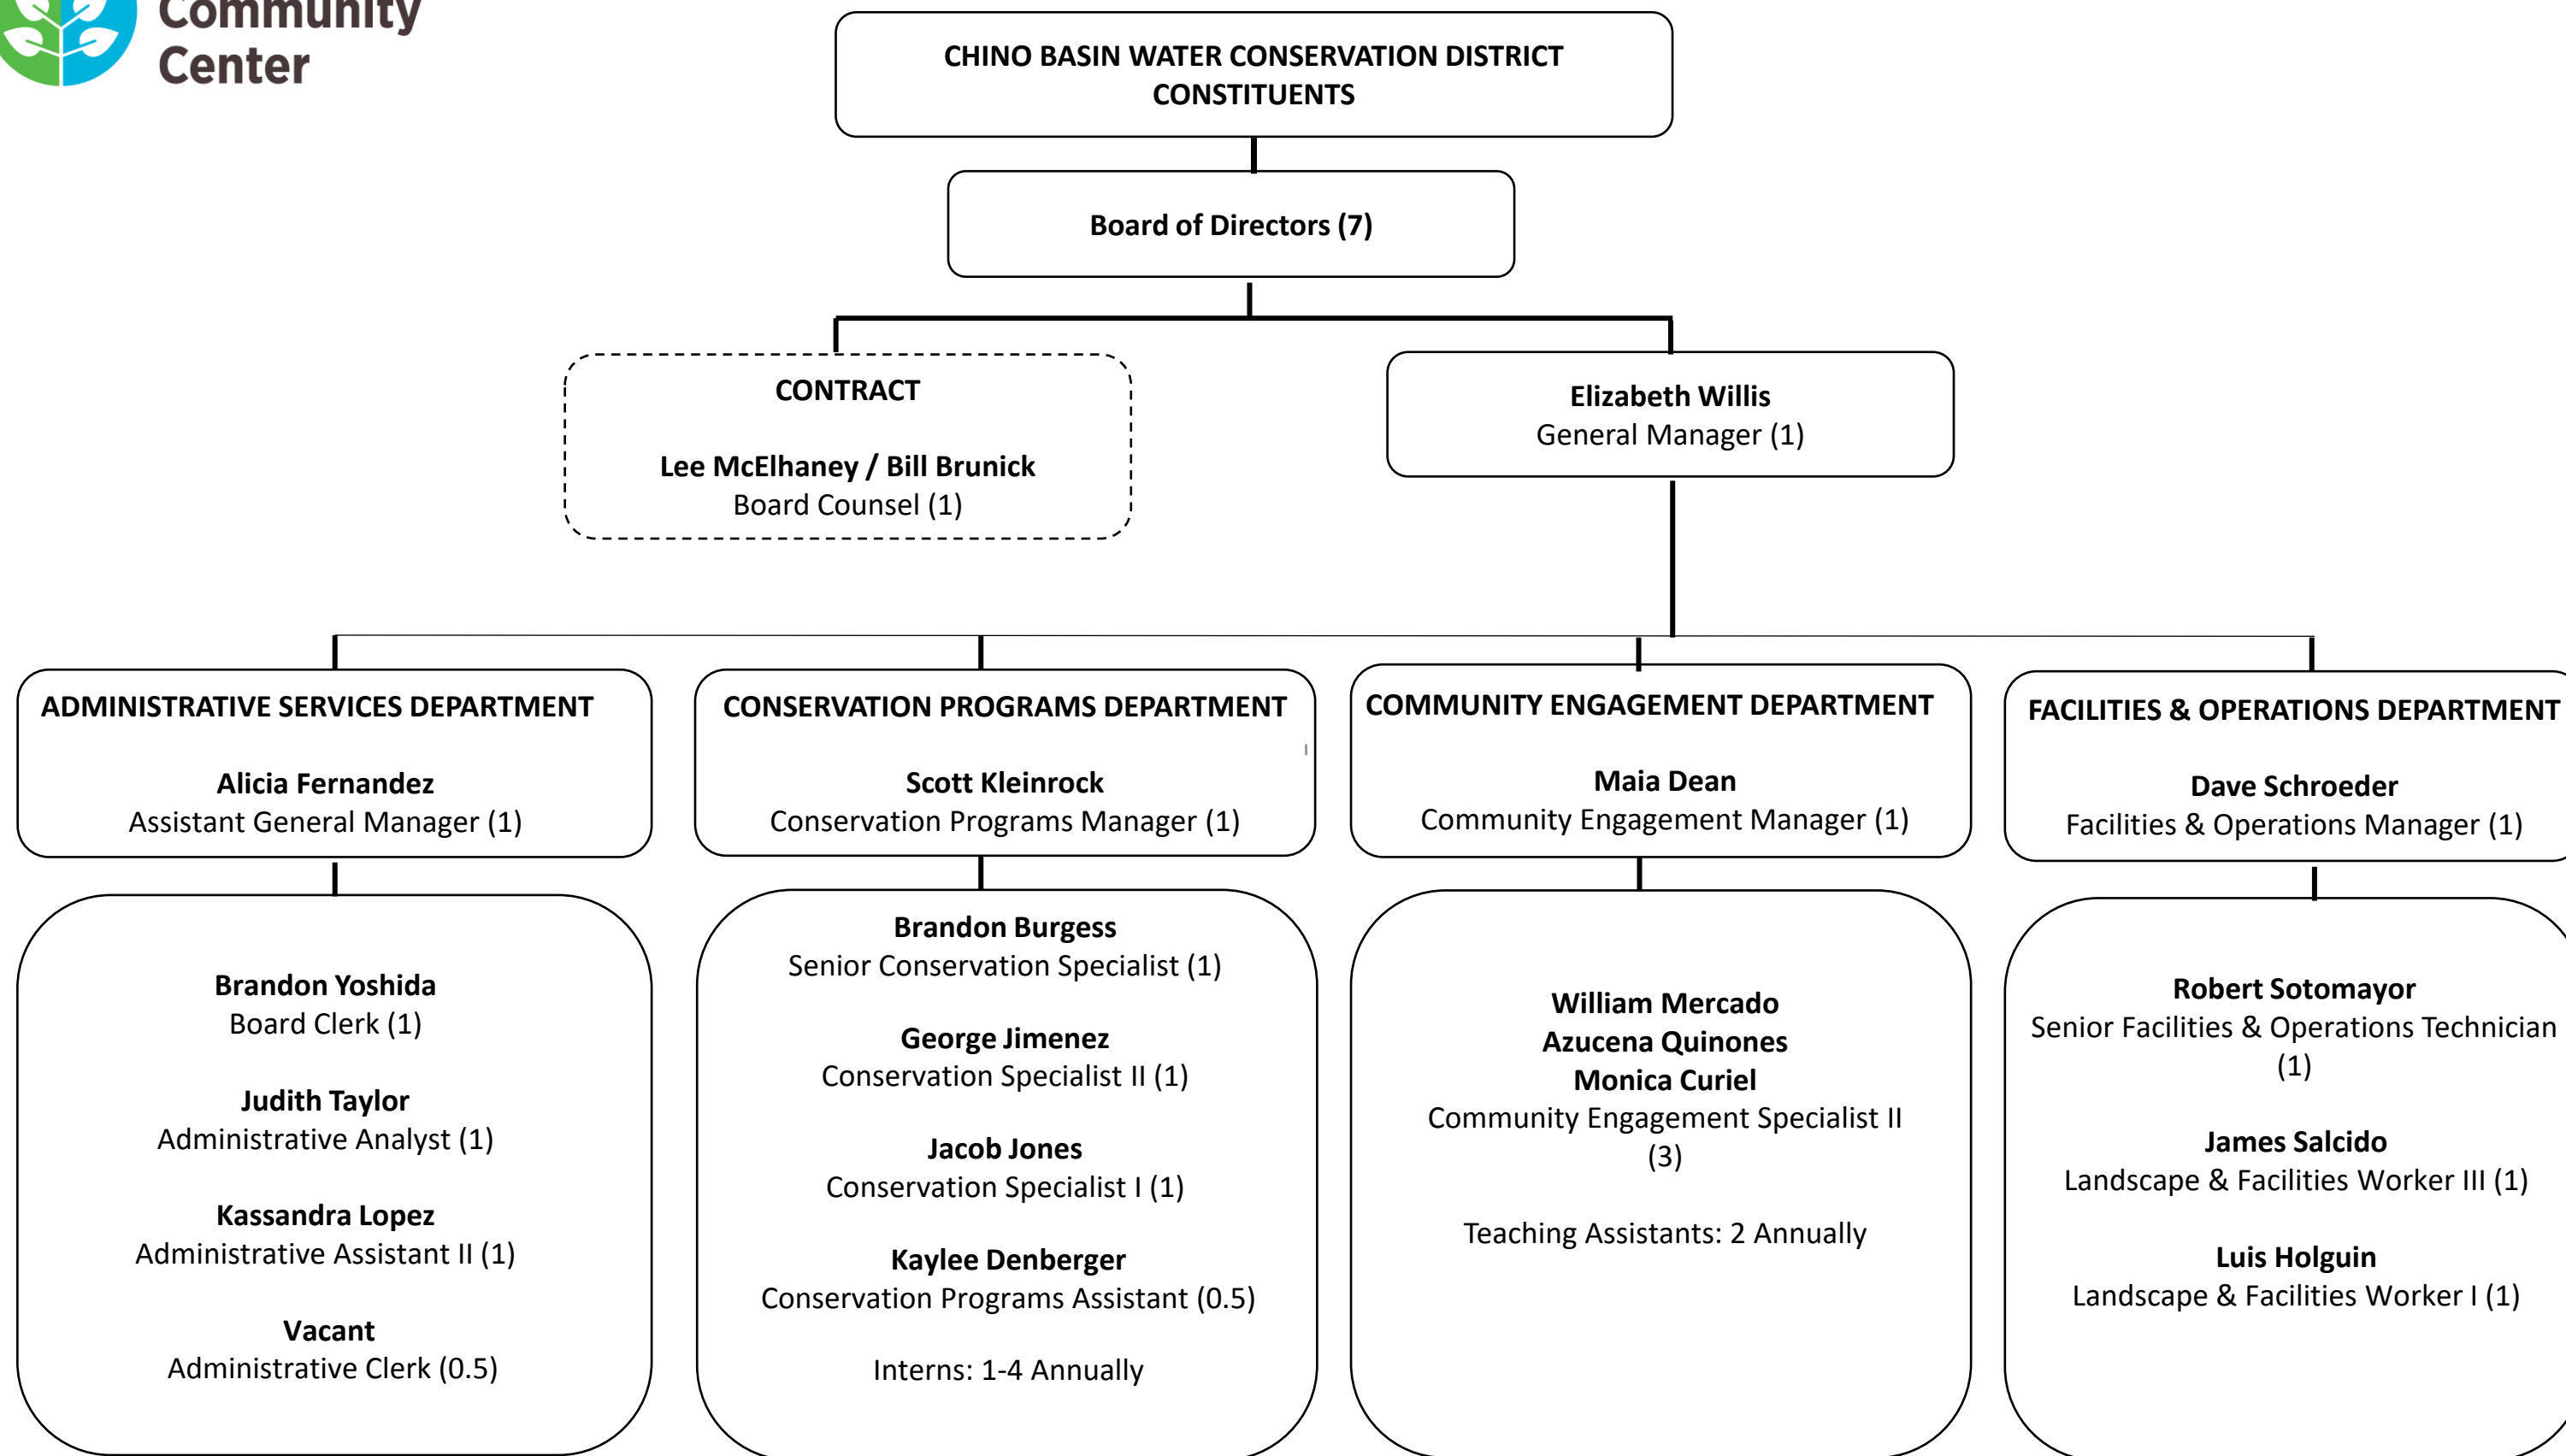 Community
Center
CHINO BASIN WATER CONSERVATION DISTRICT
CONSTITUENTS
Board of Directors (7)
CONTRACT
Lee McElhaney / Bill Brunick
Board Counsel (1)
Elizabeth Willis
General Manager (1)
ADMINISTRATIVE SERVICES DEPARTMENT
Alicia Fernandez
Assistant General Manager (1)
CONSERVATION PROGRAMS DEPARTMENT
Scott Kleinrock
Conservation Programs Manager (1)
COMMUNITY ENGAGEMENT DEPARTMENT
Maia Dean
Community Engagement Manager (1)
FACILITIES & OPERATIONS DEPARTMENT
Dave Schroeder
Facilities & Operations Manager (1)
Brandon Yoshida
Board Clerk (1)
Judith Taylor
Administrative Analyst (1)
Kassandra Lopez
Administrative Assistant II (1)
Vacant
Administrative Clerk (0.5)
Brandon Burgess
Senior Conservation Specialist (1)
George Jimenez
Conservation Specialist II (1)
Jacob Jones
Conservation Specialist I (1)
Kaylee Denberger
Conservation Programs Assistant (0.5)
Interns: 1-4 Annually
William Mercado
Azucena Quinones
Monica Curiel
Community Engagement Specialist II
(3)
Teaching Assistants: 2 Annually
Robert Sotomayor
Senior Facilities & Operations Technician
(1)
James Salcido
Landscape & Facilities Worker III (1)
Luis Holguin
Landscape & Facilities Worker I (1)